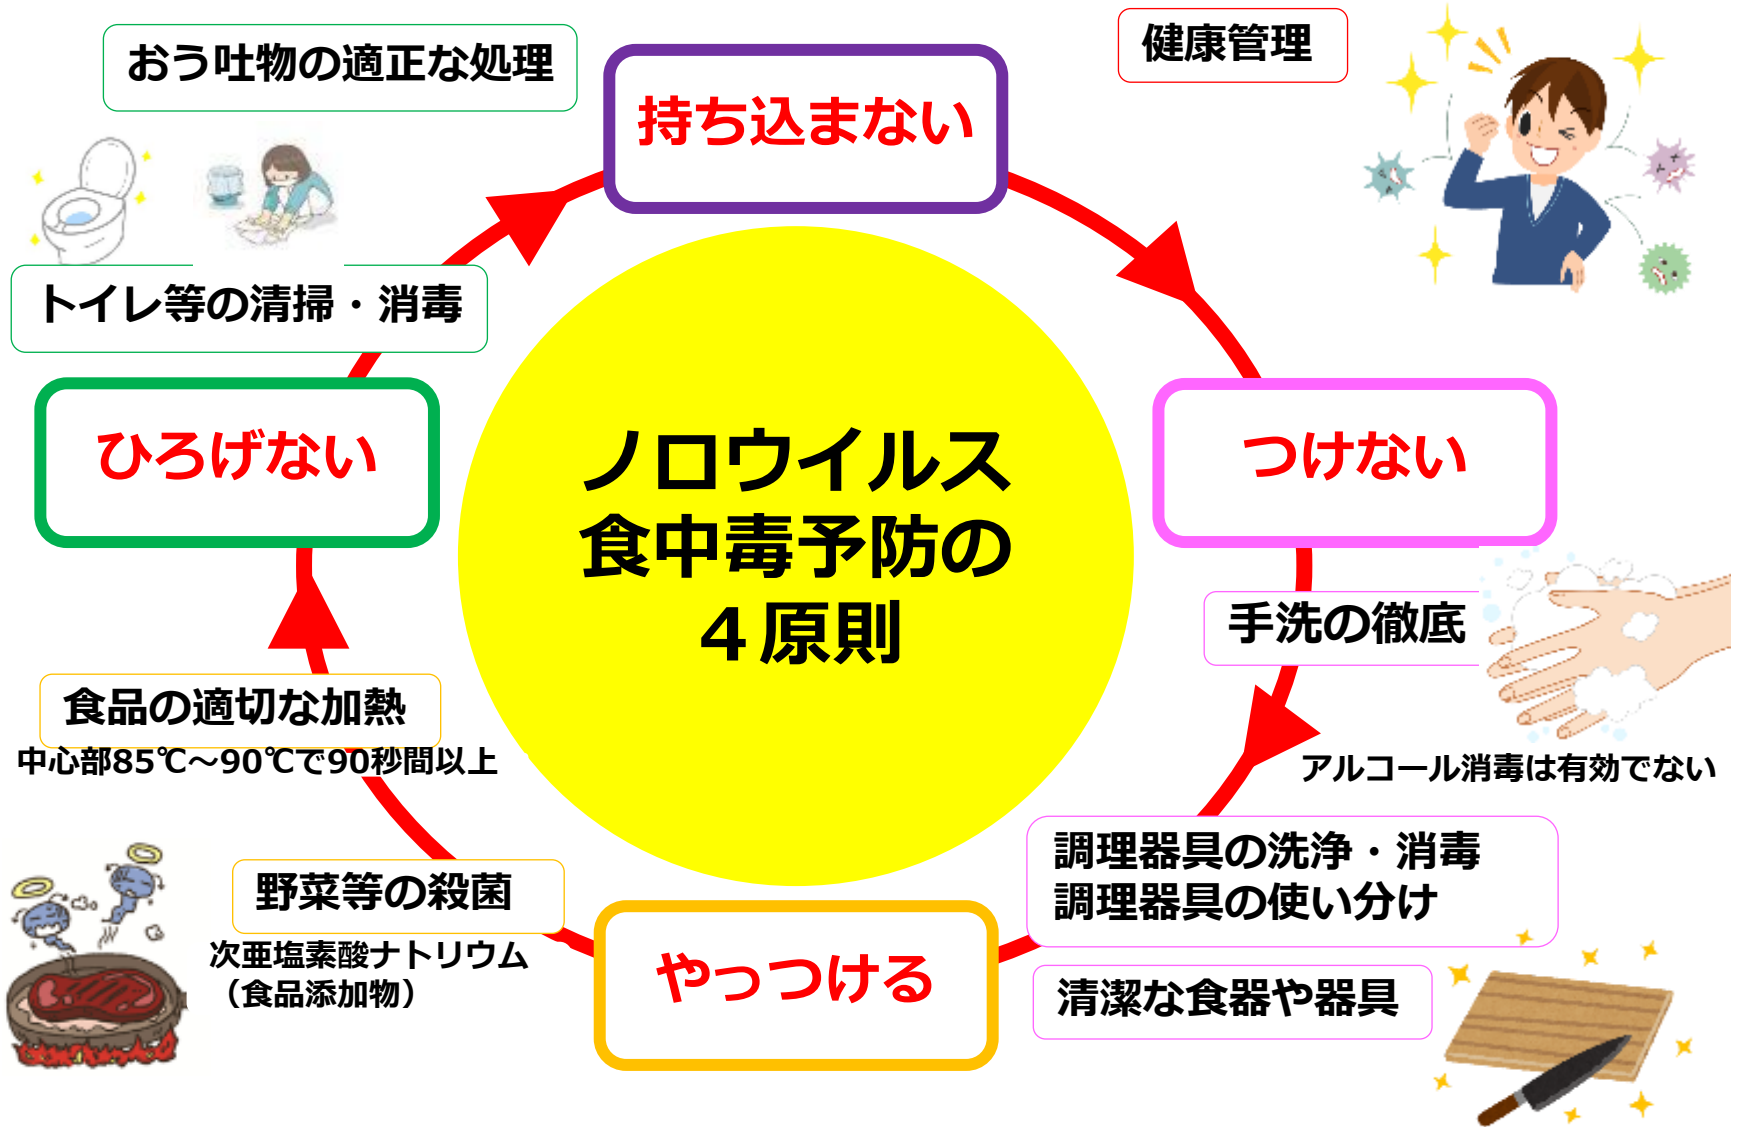 おう吐物の適正な処理
持ち込まない
健康管理
トイレ等の清掃・消毒
ひろげない
つけない
ノロウイルス
食中毒予防の
４原則
手洗の徹底
食品の適切な加熱
中心部85℃～90℃で90秒間以上
アルコール消毒は有効でない
調理器具の洗浄・消毒
調理器具の使い分け
野菜等の殺菌
次亜塩素酸ナトリウム
（食品添加物）
やっつける
清潔な食器や器具